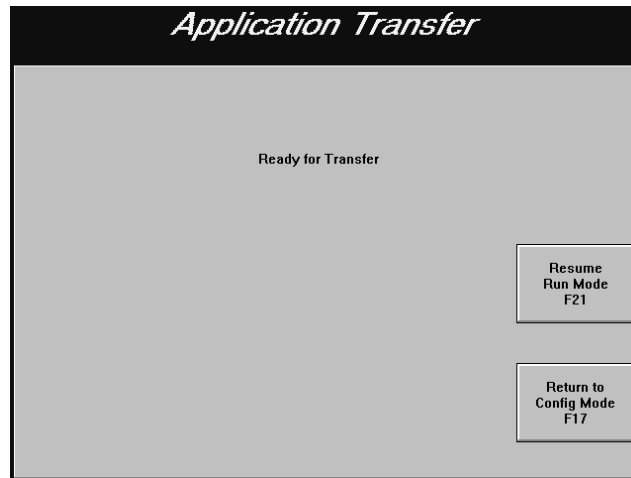 Application Transfer
Ready for Transfer
Resume
Run Mode
F21
Return to
Config Mode
F17